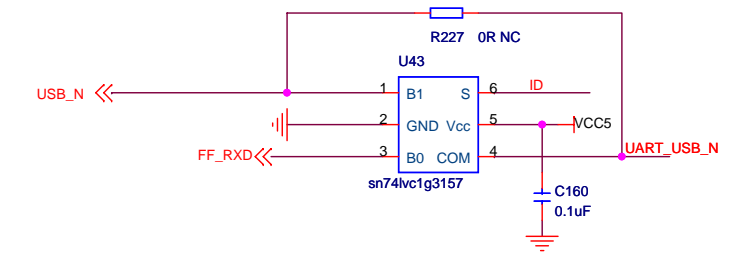 R227 0R NC
U43
USB_N
1 B1 S 6 ID
2 GND Vcc 5 VCC5
FF_RXD 3 B0 COM 4 UART_USB_N
sn74lvc1g3157
C160
0.1uF